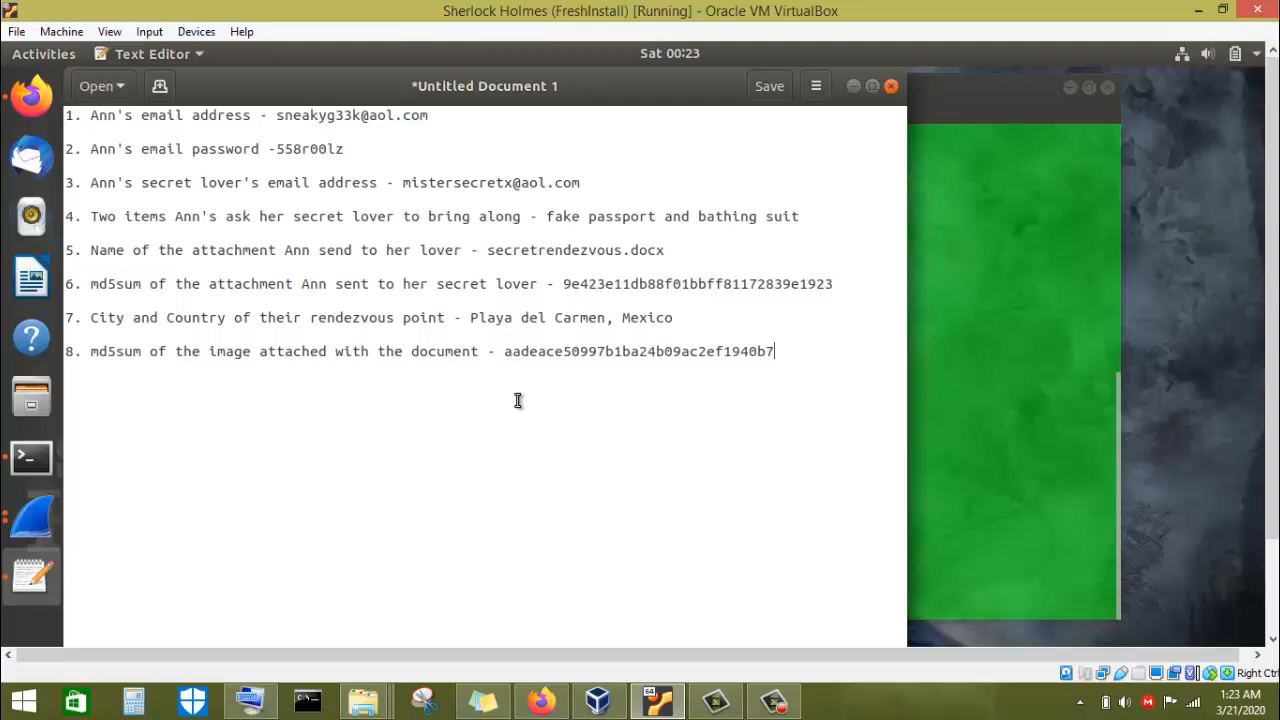 Sherlock Holmes (FreshInstall) [Running] - Oracle VM VirtualBox
File Machine View Input Devices Help
Activities Text Editor Sat 00:23
Open *Untitled Document 1 Save
1. Ann's email address - sneakyg33k@aol.com
2. Ann's email password -558r00lz
3. Ann's secret lover's email address - mistersecretx@aol.com
4. Two items Ann's ask her secret lover to bring along - fake passport and bathing suit
5. Name of the attachment Ann send to her lover - secretrendezvous.docx
6. md5sum of the attachment Ann sent to her secret lover - 9e423e11db88f01bbff81172839e1923
7. City and Country of their rendezvous point - Playa del Carmen, Mexico
8. md5sum of the image attached with the document - aadeace50997b1ba24b09ac2ef1940b7
Right Ctrl
64
1:23 AM
3/21/2020